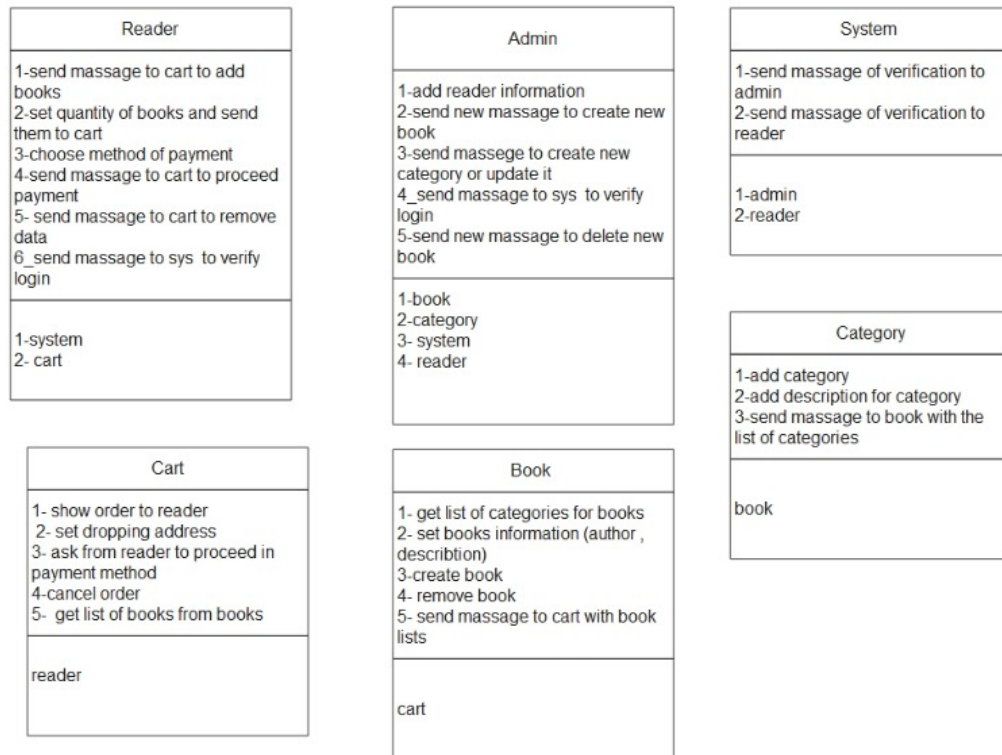 Reader
1-send massage to cart to add
books
2-set quantity of books and send
them to cart
3-choose method of payment
4-send massage to cart to proceed
payment
5- send massage to cart to remove
data
6_send massage to sys to verify
login
1-system
2- cart
Admin
1-add reader information
2-send new massage to create new
book
3-send massege to create new
category or update it
4_send massage to sys to verify
login
5-send new massage to delete new
book
1-book
2-category
3- system
4- reader
System
1-send massage of verification to
admin
2-send massage of verification to
reader
1-admin
2-reader
Category
1-add category
2-add description for category
3-send massage to book with the
list of categories
book
Cart
1- show order to reader
2- set dropping address
3- ask from reader to proceed in
payment method
4-cancel order
5- get list of books from books
reader
Book
1- get list of categories for books
2- set books information (author ,
describtion)
3-create book
4- remove book
5- send massage to cart with book
lists
cart